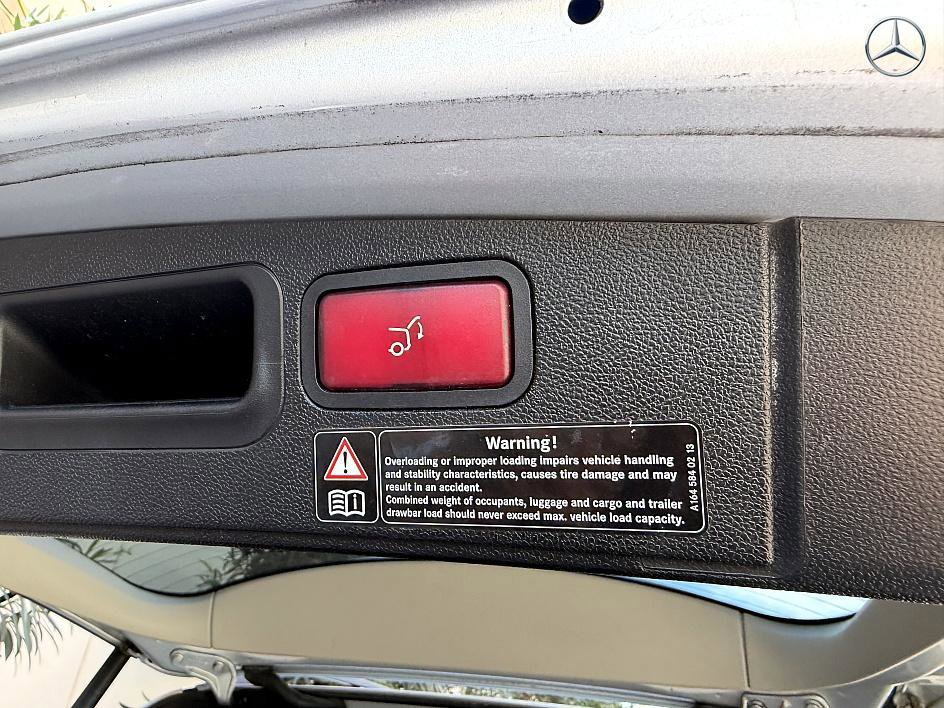 Warning!
Overloading or improper loading impairs vehicle handling
and stability characteristics, causes tire damage and may
result in an accident.
Combined weight of occupants, luggage and cargo and trailer
drawbar load should never exceed max. vehicle load capacity.
A164 584 02 13